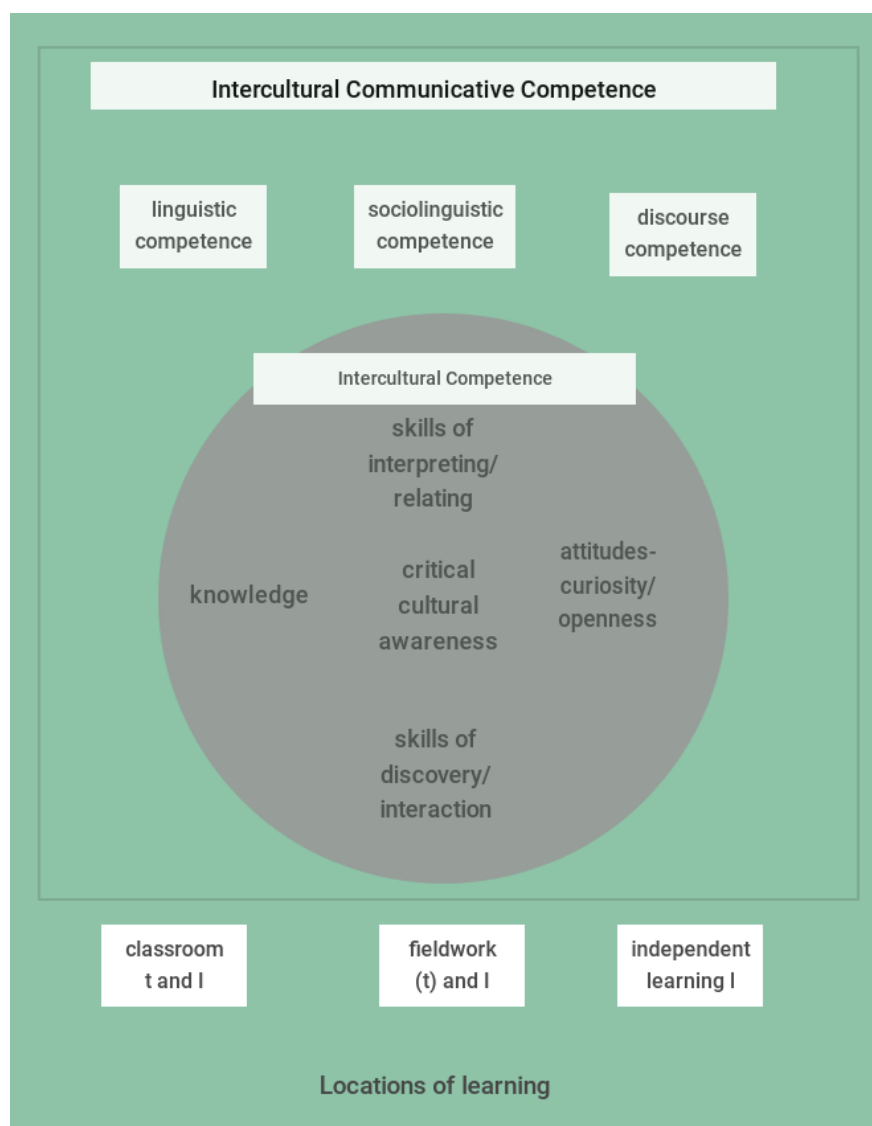 Intercultural Communicative Competence
linguistic
competence
sociolinguistic
competence
discourse
competence
Intercultural Competence
skills of
interpreting/
relating
knowledge
critical
cultural
awareness
attitudes-
curiosity/
openness
skills of
discovery/
interaction
classroom
t and l
fieldwork
(t) and l
independent
learning l
Locations of learning